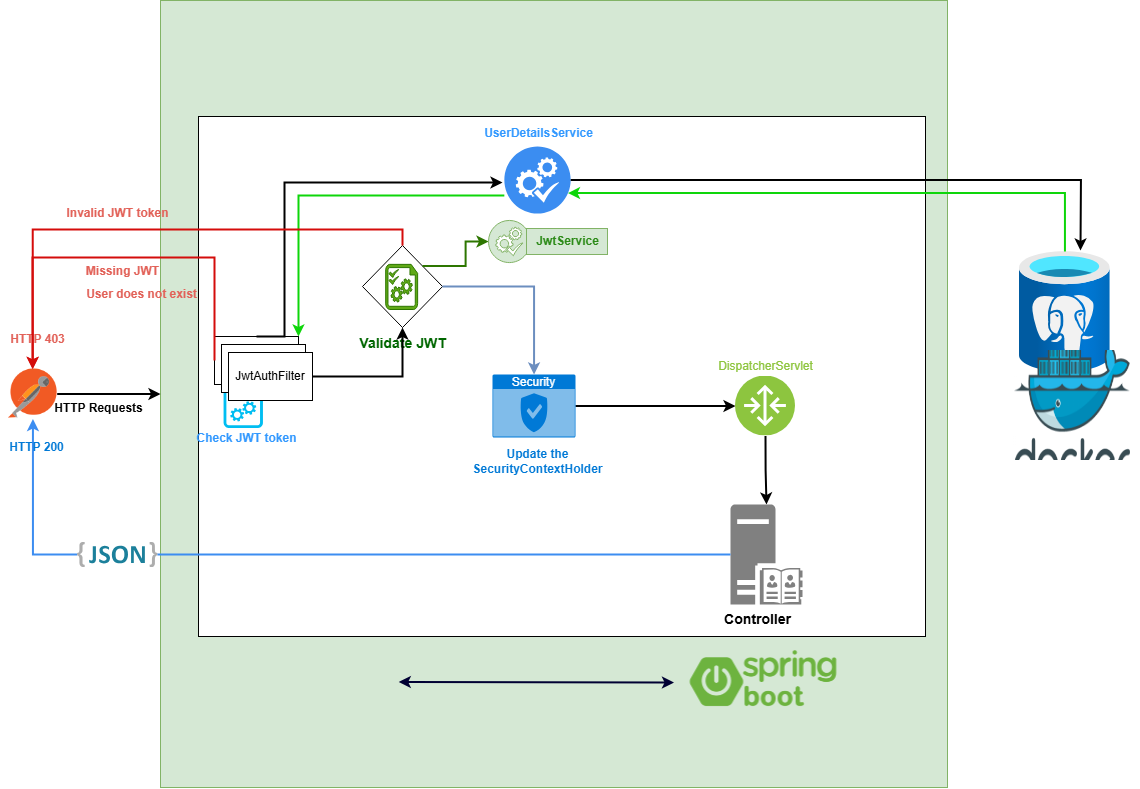 UserDetailsService
Invalid JWT token
JwtService
Missing JWT
User does not exist
HTTP 403
Validate JWT
JwtAuthFilter
HTTP Requests
Check JWT token
HTTP 200
Security
Update the
SecurityContextHolder
DispatcherServlet
{JSON}
Controller
docker
spring
boot